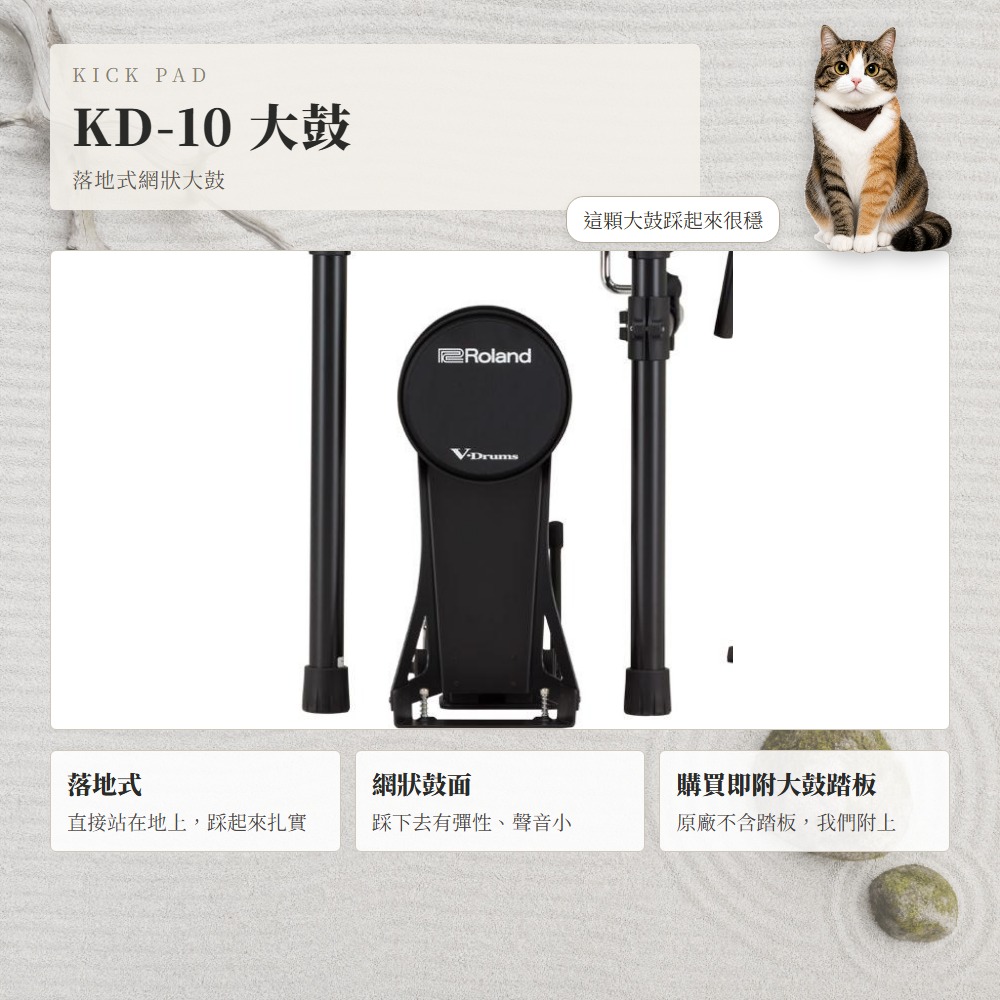 KICK PAD
KD-10 大鼓
落地式網狀大鼓
這顆大鼓踩起來很穩
Roland
V-Drums
落地式
直接站在地上，踩起來扎實
網狀鼓面
踩下去有彈性、聲音小
購買即附大鼓踏板
原廠不含踏板，我們附上